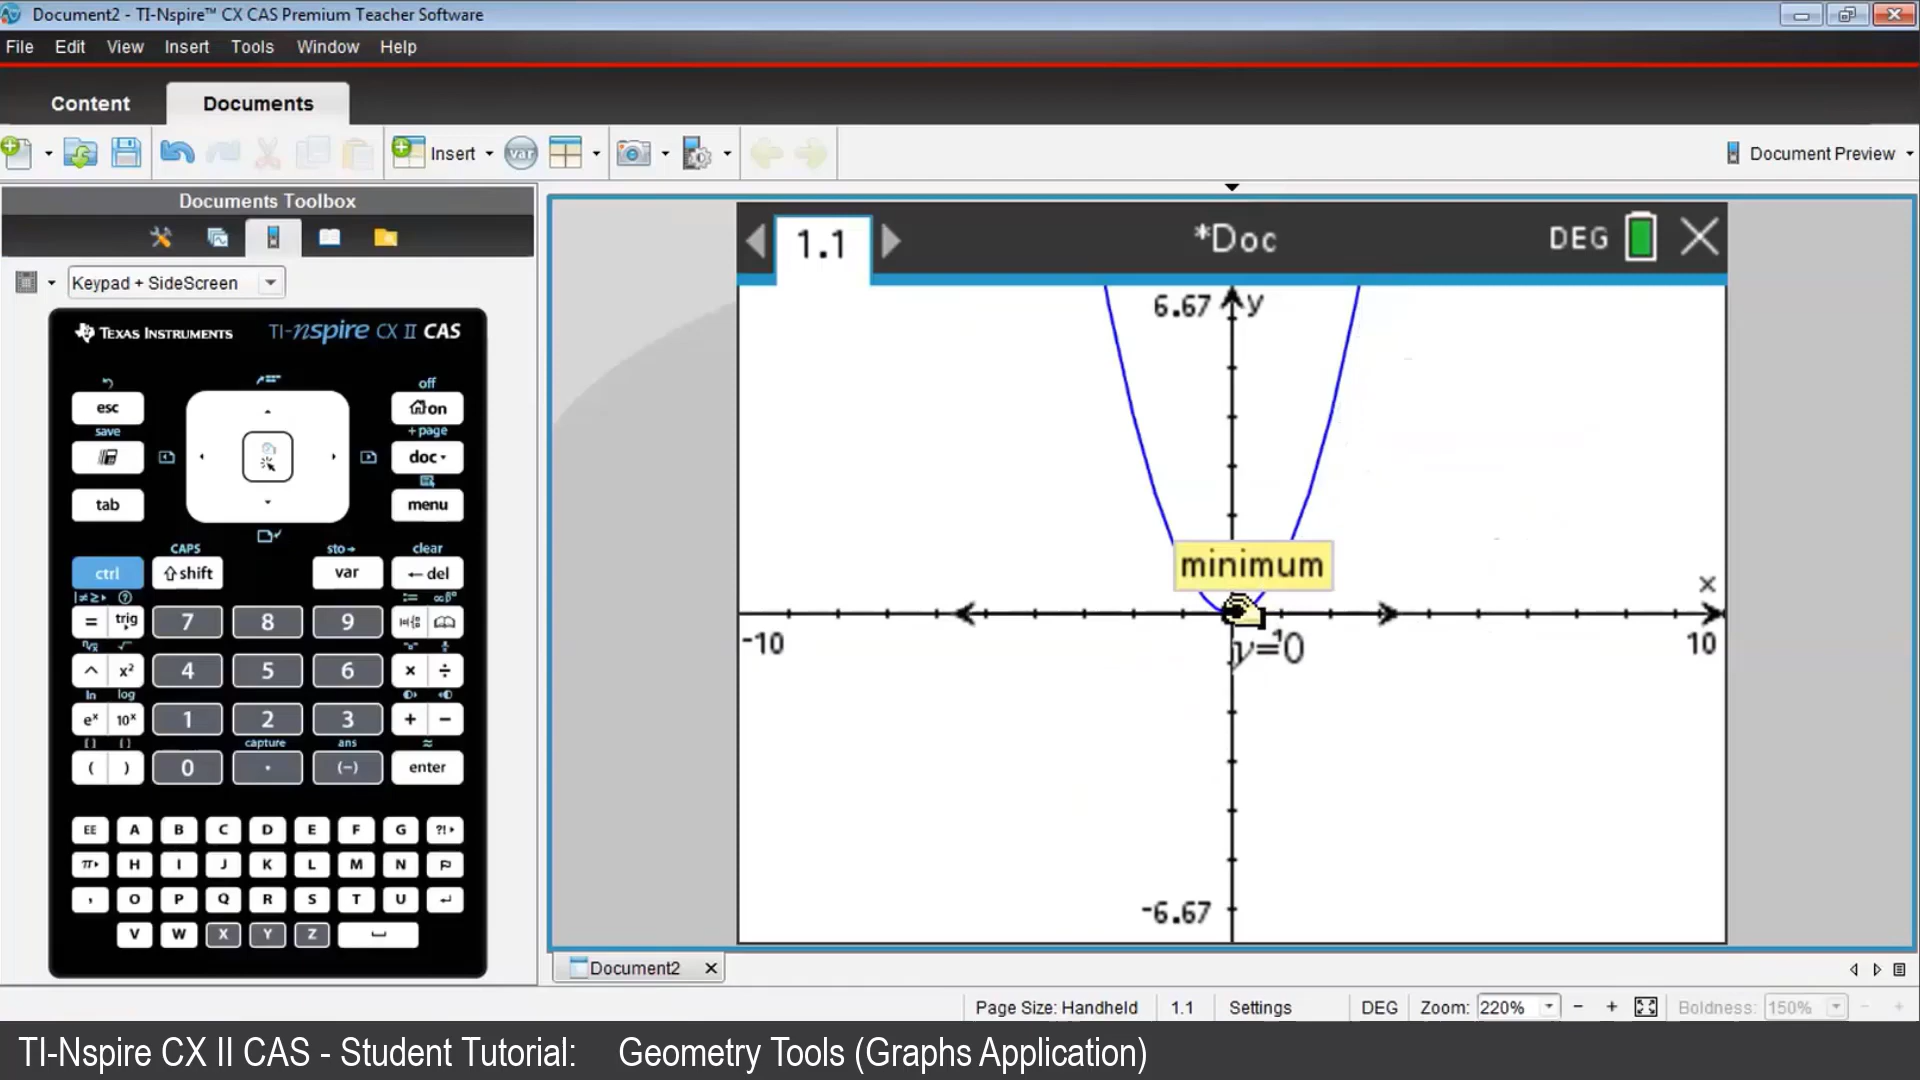 Document2 - TI-Nspire™ CX CAS Premium Teacher Software
File Edit View Insert Tools Window Help
Content Documents
Insert var Document Preview
Documents Toolbox
Keypad + SideScreen
TEXAS INSTRUMENTS TI-nspire CX II CAS
off
esc on
save +page
doc
tab menu
CAPS sto→ clear
ctrl ⇧shift var ←del
= trig 7 8 9
^ x² 4 5 6 × ÷
ln log
eˣ 10ˣ 1 2 3 + −
[ ] { } capture ans ≈
( ) 0 . (−) enter
EE A B C D E F G ?!▸
π▸ H I J K L M N
, O P Q R S T U ↵
V W X Y Z
1.1 *Doc DEG
6.67 y
minimum
x
-10 10
y=0
-6.67
Document2
Page Size: Handheld 1.1 Settings DEG Zoom: 220% − + Boldness: 150% − +
TI-Nspire CX II CAS - Student Tutorial: Geometry Tools (Graphs Application)